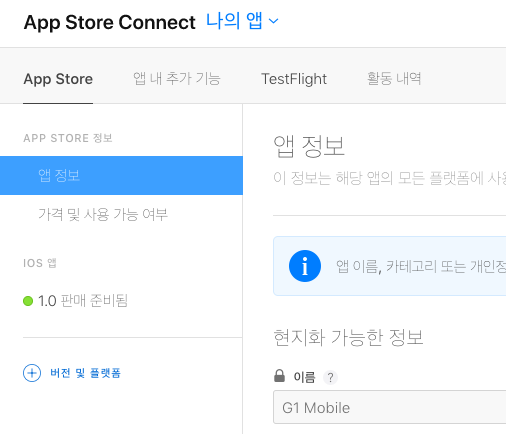 App Store Connect 나의 앱
App Store 앱 내 추가 기능 TestFlight 활동 내역
APP STORE 정보
앱 정보
가격 및 사용 가능 여부
IOS 앱
1.0 판매 준비됨
버전 및 플랫폼
앱 정보
이 정보는 해당 앱의 모든 플랫폼에 사용
앱 이름, 카테고리 또는 개인정
현지화 가능한 정보
이름 ?
G1 Mobile